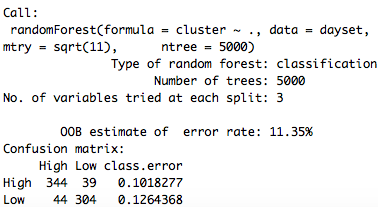 Call:
 randomForest(formula = cluster ~ ., data = dayset,
mtry = sqrt(11),      ntree = 5000)
               Type of random forest: classification
                     Number of trees: 5000
No. of variables tried at each split: 3

        OOB estimate of  error rate: 11.35%
Confusion matrix:
     High Low class.error
High  344  39   0.1018277
Low    44 304   0.1264368